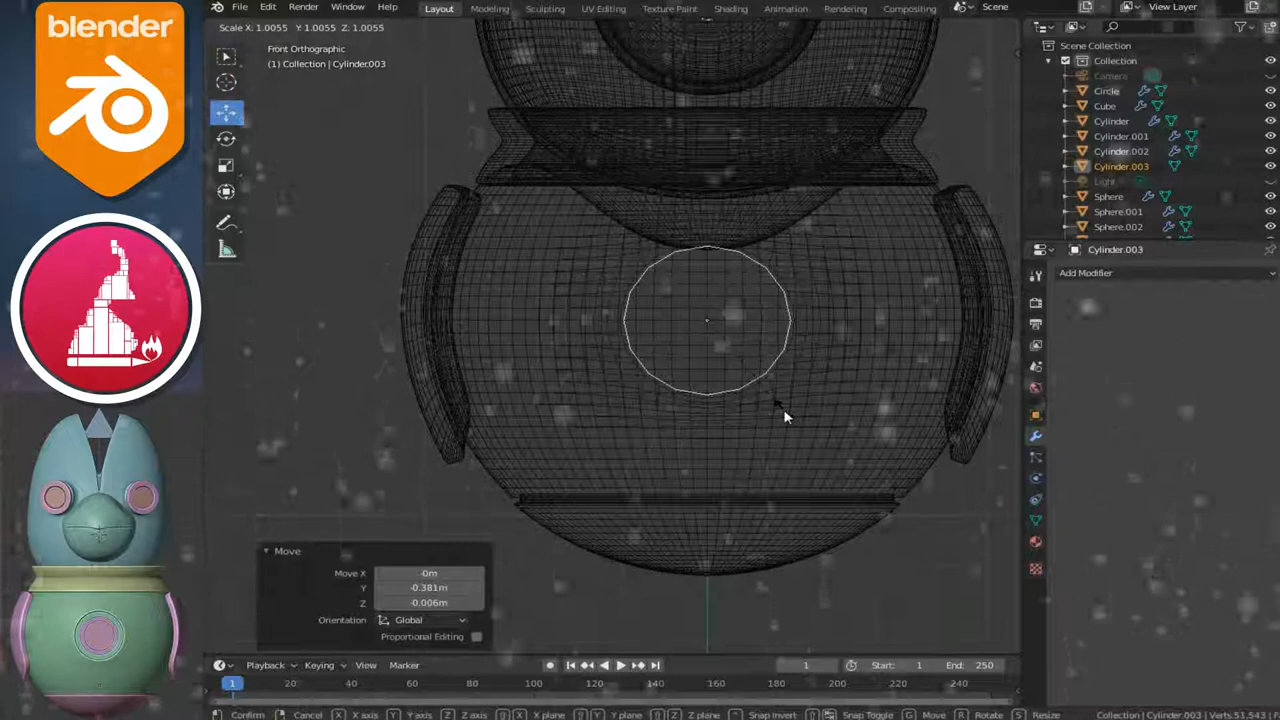 blender
File Edit Render Window Help
Layout Modeling Sculpting UV Editing Texture Paint Shading Animation Rendering Compositing
Scene
View Layer
Scale X: 1.0055 Y: 1.0055 Z: 1.0055
Front Orthographic
(1) Collection | Cylinder.003
Scene Collection
Collection
Camera
Circle
Cube
Cylinder
Cylinder.001
Cylinder.002
Cylinder.003
Light
Sphere
Sphere.001
Sphere.002
Cylinder.003
Add Modifier
Move
Move X -0m
Y -0.381m
Z -0.006m
Orientation Global
Proportional Editing
Playback Keying View Marker
1 Start: 1 End: 250
1 20 40 60 80 100 120 140 160 180 200 220 240
Confirm Cancel X X axis Y Y axis Z Z axis X X plane Y Y plane Z Z plane Snap Invert Snap Toggle G Move R Rotate S Resize Collection | Cylinder.003 | Verts:51,543 |